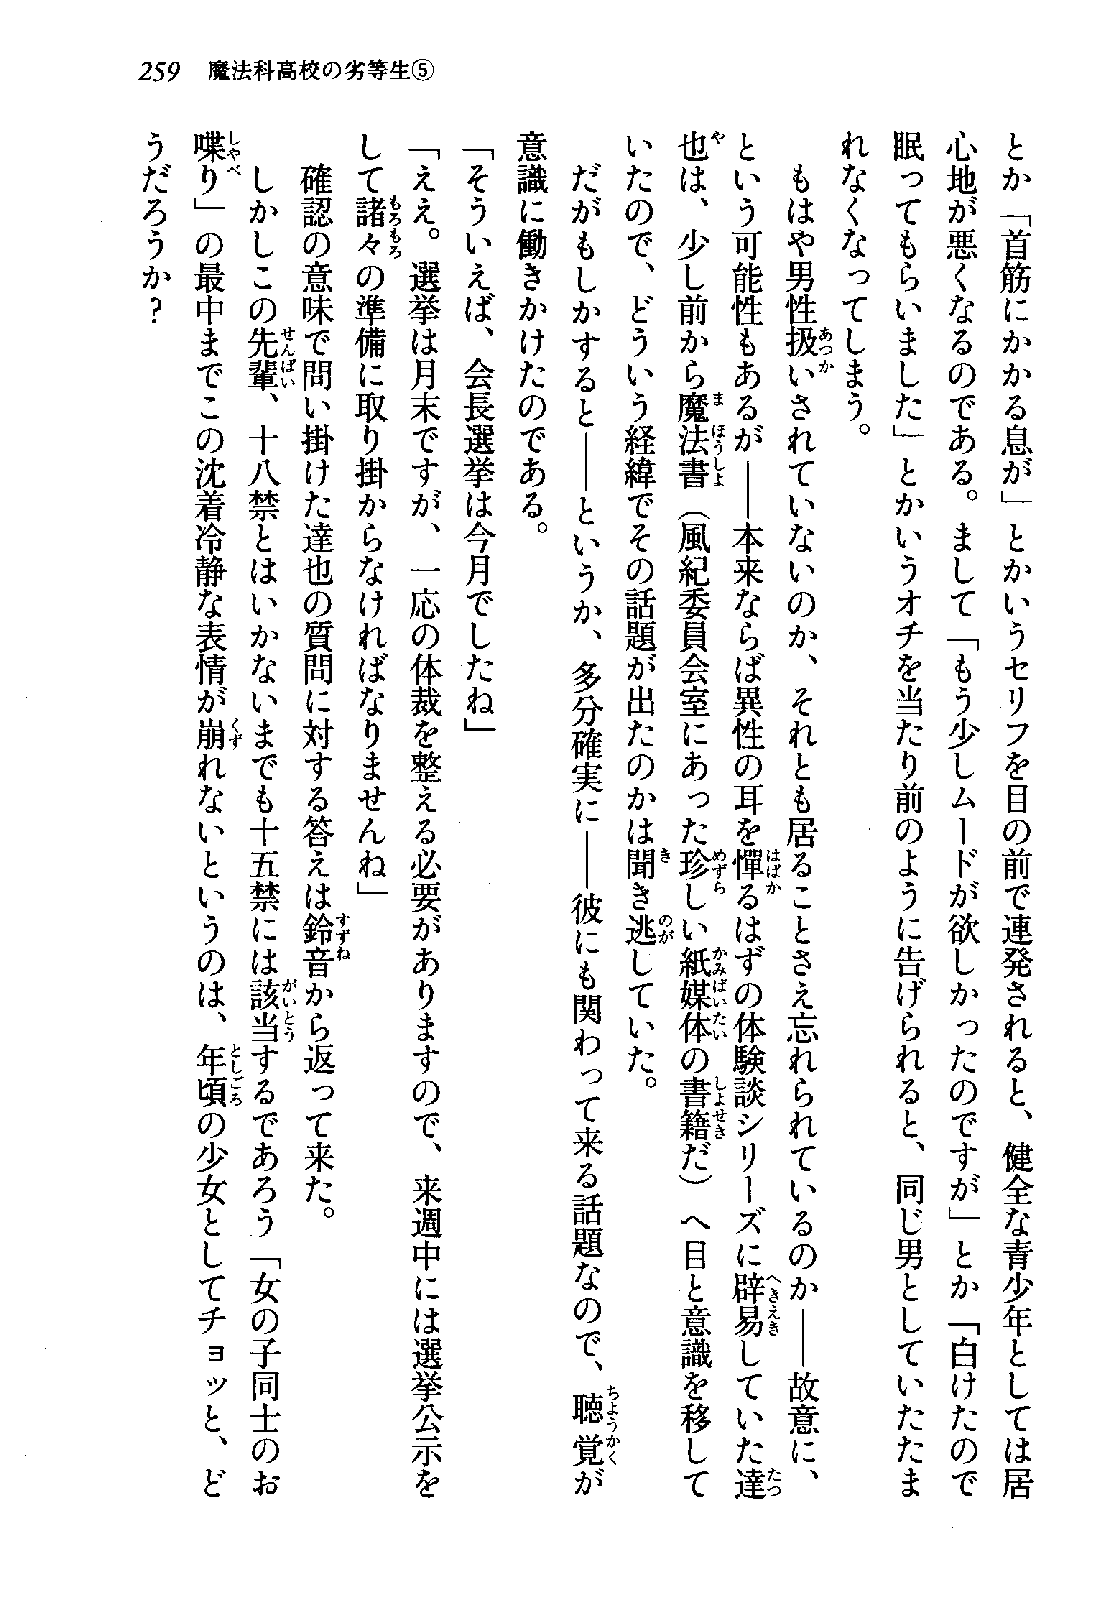 259 魔法科高校の劣等生⑤
とか「首筋にかかる息が」とかいうセリフを目の前で連発されると、健全な青少年としては居
心地が悪くなるのである。まして「もう少しムードが欲しかったのですが」とか「白けたので
眠ってもらいました」とかいうオチを当たり前のように告げられると、同じ男としていたたま
れなくなってしまう。
もはや男性扱いされていないのか、それとも居ることさえ忘れられているのか――故意に、
という可能性もあるが――本来ならば異性の耳を憚るはずの体験談シリーズに辟易していた達
也は、少し前から魔法書（風紀委員会室にあった珍しい紙媒体の書籍だ）へ目と意識を移して
いたので、どういう経緯でその話題が出たのかは聞き逃していた。
だがもしかすると――というか、多分確実に――彼にも関わって来る話題なので、聴覚が
意識に働きかけたのである。
「そういえば、会長選挙は今月でしたね」
「ええ。選挙は月末ですが、一応の体裁を整える必要がありますので、来週中には選挙公示を
して諸々の準備に取り掛からなければなりませんね」
確認の意味で問い掛けた達也の質問に対する答えは鈴音から返って来た。
しかしこの先輩、十八禁とはいかないまでも十五禁には該当するであろう「女の子同士のお
喋り」の最中までこの沈着冷静な表情が崩れないというのは、年頃の少女としてチョッと、ど
うだろうか？